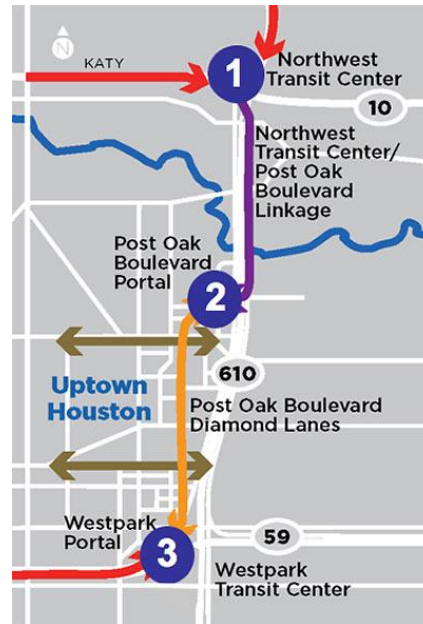 N
KATY
1
Northwest
Transit Center
10
Northwest
Transit Center/
Post Oak
Boulevard
Linkage
Post Oak
Boulevard
Portal
2
Uptown
Houston
610
Post Oak Boulevard
Diamond Lanes
Westpark
Portal
3
59
Westpark
Transit Center